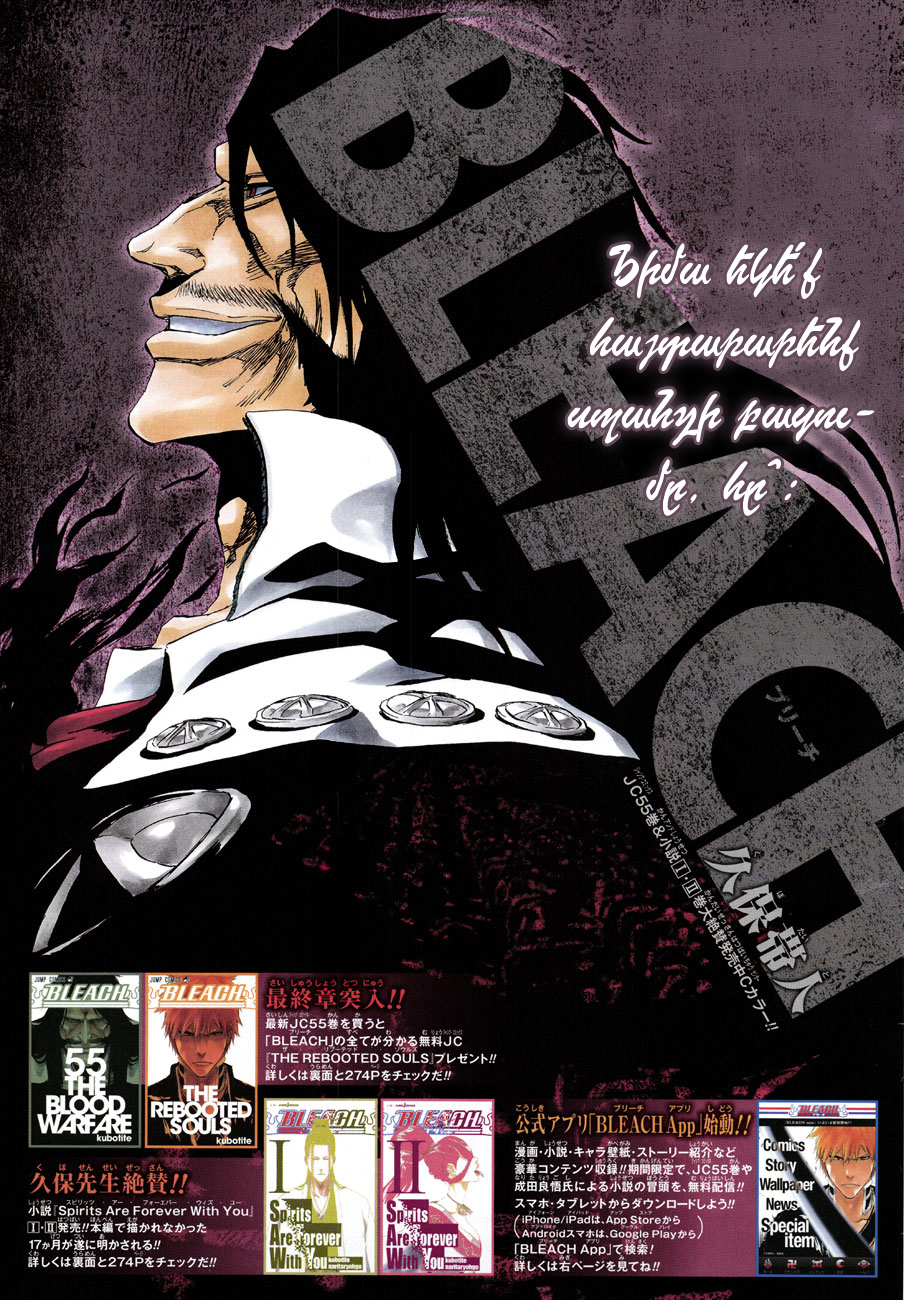 BLEACH
ブリーチ
Հիմա եկե՛ք
հայտարարենք
սպանդի քայլու-
մը, հը՞:
久保帯人
JC55巻&小説Ⅰ・Ⅱ巻大絶賛発売中Cカラー!!
JUMP COMICS
BLEACH
55
THE
BLOOD
WARFARE
kubotite
JUMP COMICS
BLEACH
THE
REBOOTED
SOULS
kubotite
最終章突入!!
最新JC55巻を買うと
「BLEACH」の全てが分かる無料JC
『THE REBOOTED SOULS』プレゼント!!
詳しくは裏面と274Pをチェックだ!!
久保先生絶賛!!
小説『Spirits Are Forever With You』
Ⅰ・Ⅱ発売!!本編で描かれなかった
17ヵ月が遂に明かされる!!
詳しくは裏面と274Pをチェックだ!!
BLEACH
I
Spirits
Are Forever
With You
kubotite
naritaryohgo
BLEACH
II
Spirits
Are Forever
With You
kubotite
naritaryohgo
公式アプリ「BLEACH App」始動!!
漫画・小説・キャラ壁紙・ストーリー紹介など
豪華コンテンツ収録!!期間限定で、JC55巻や
成田良悟氏による小説の冒頭を、無料配信!!
スマホ・タブレットからダウンロードしよう!!
(iPhone/iPadは、App Storeから
Androidスマホは、Google Playから)
「BLEACH App」で検索!
詳しくは右ページを見てね!!
BLEACH
Comics
Story
Wallpaper
News
Special
item